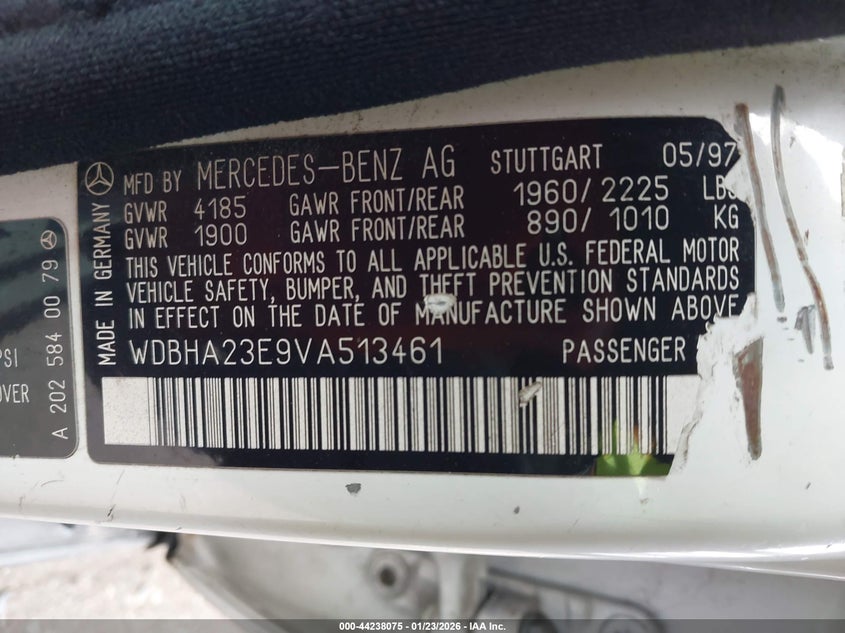 MFD BY MERCEDES-BENZ AG STUTTGART 05/97
GVWR 4185 GAWR FRONT/REAR 1960/2225 LBS
GVWR 1900 GAWR FRONT/REAR 890/1010 KG
THIS VEHICLE CONFORMS TO ALL APPLICABLE U.S. FEDERAL MOTOR
VEHICLE SAFETY, BUMPER, AND THEFT PREVENTION STANDARDS
IN EFFECT ON THE DATE OF MANUFACTURE SHOWN ABOVE
WDBHA23E9VA513461 PASSENGER
MADE IN GERMANY
A 202 584 00 79
PSI
OVER
000-44238075 - 01/23/2026 - IAA Inc.